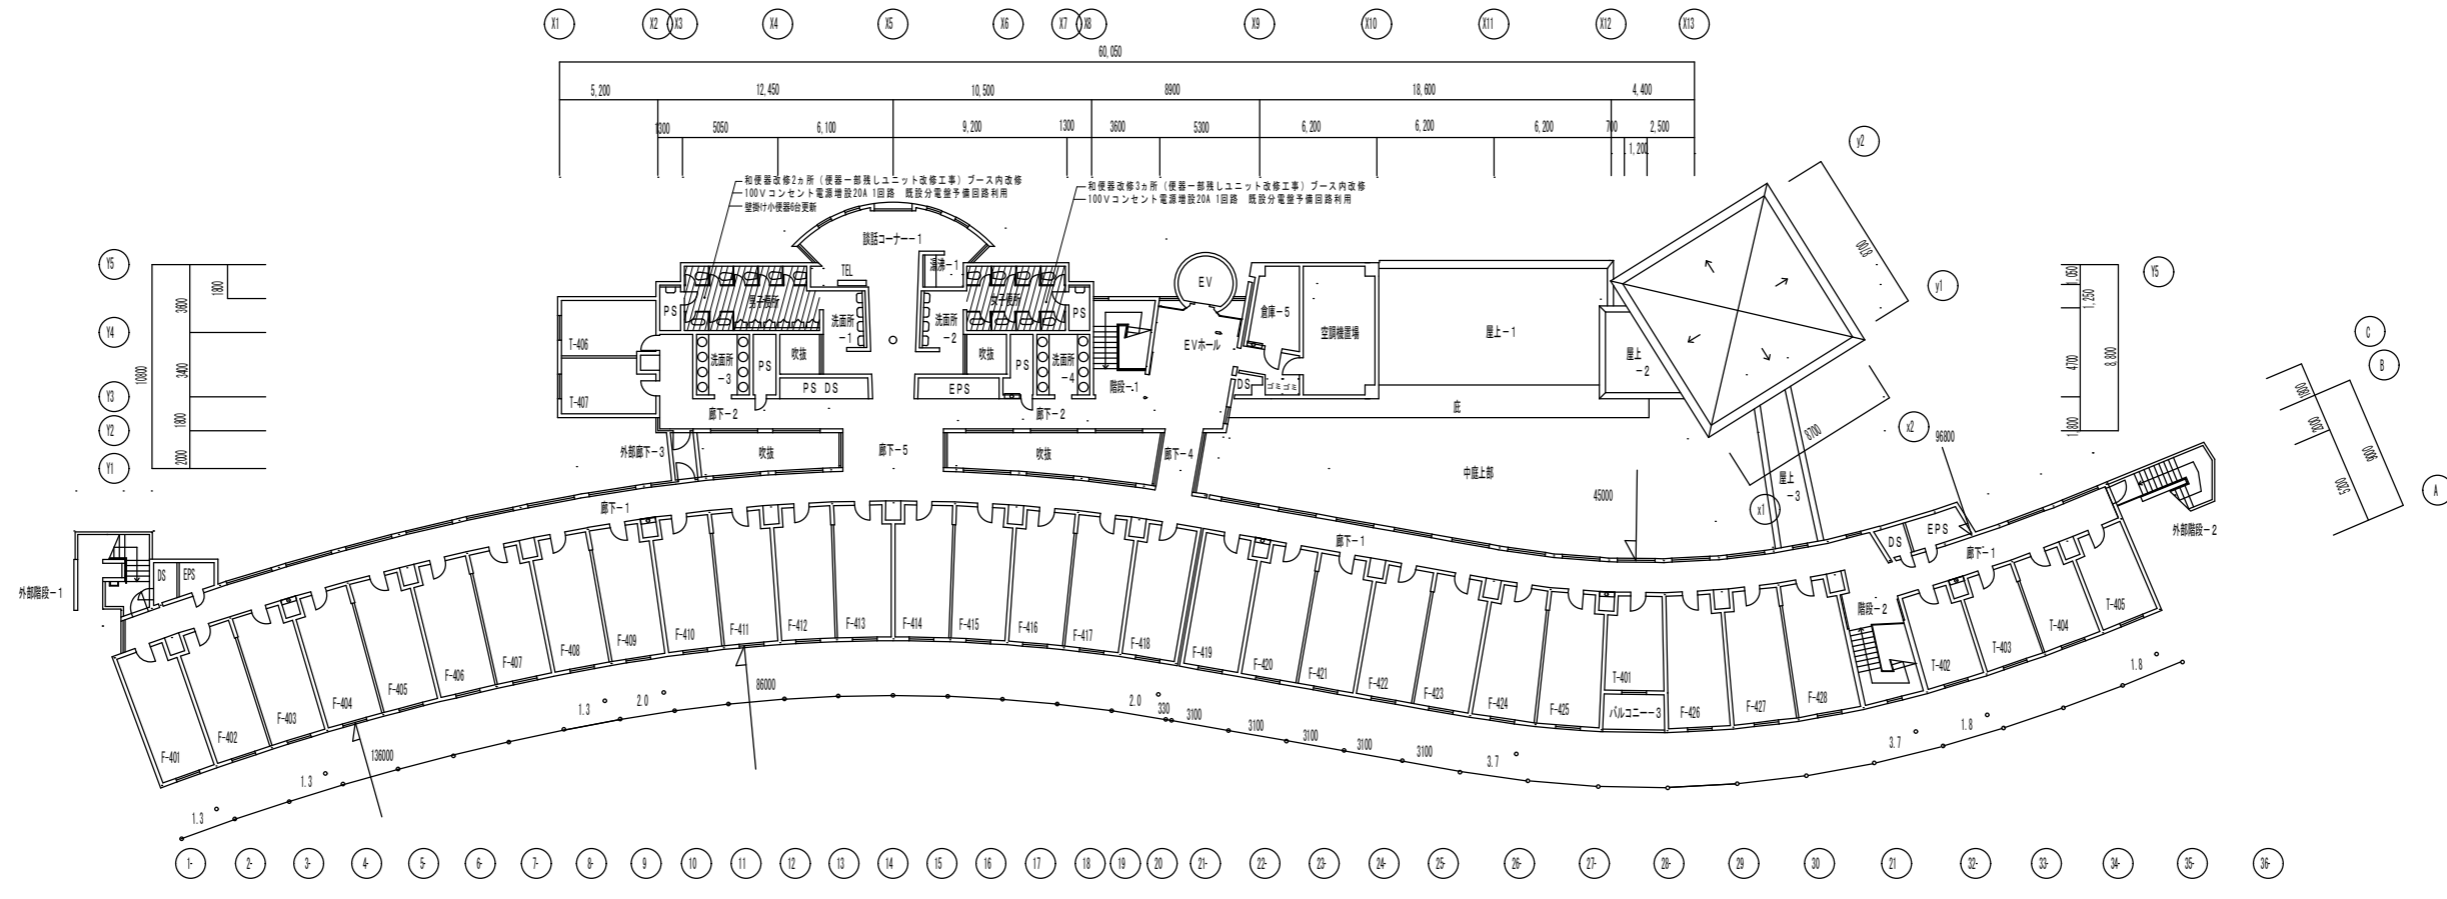 X1 X2 X3 X4 X5 X6 X7 X8 X9 X10 X11 X12 X13
60,050
5,200 12,450 10,500 8900 18,600 4,400
1300 5050 6,100 9,200 1300 3600 5300 6,200 6,200 6,200 700 2,500
1,200
和便器改修2ヵ所（便器一部残しユニット改修工事）ブース内改修
100Vコンセント電源増設20A 1回路　既設分電盤予備回路利用
壁掛け小便器6台更新
和便器改修3ヵ所（便器一部残しユニット改修工事）ブース内改修
100Vコンセント電源増設20A 1回路　既設分電盤予備回路利用
y2
y1
x2
x1
8700
8700
Y5
Y4
Y3
Y2
Y1
1800
3600
3400
1800
2000
10800
Y5
1,050
1,250
4700
1,800
8,800
C
B
A
1800
2000
5200
9000
談話コーナー－1
TEL
湯沸－1
男子便所
女子便所
PS
PS
洗面所
－1
洗面所
－2
洗面所
－3
洗面所
－4
PS
PS
吹抜
吹抜
PS DS
EPS
T-406
T-407
EV
EVホール
階段－1
倉庫－5
空調機置場
DS
ゴミ ゴミ
屋上－1
屋上
－2
屋上
－3
庇
廊下－2
廊下－2
外部廊下－3
吹抜
廊下－5
吹抜
廊下－4
中庭上部
45000
96800
廊下－1
廊下－1
廊下－1
DS
EPS
外部階段－1
DS
EPS
外部階段－2
階段－2
F-401
F-402
F-403
F-404
F-405
F-406
F-407
F-408
F-409
F-410
F-411
F-412
F-413
F-414
F-415
F-416
F-417
F-418
F-419
F-420
F-421
F-422
F-423
F-424
F-425
T-401
バルコニー－3
F-426
F-427
F-428
T-402
T-403
T-404
T-405
1.3
1.3
136000
1.3
2.0
86000
2.0
330
3100
3100
3100
3100
3100
3.7
3.7
1.8
1.8
1- 2- 3- 4- 5- 6- 7- 8- 9 10 11 12 13 14 15 16 17 18 19 20 21- 22- 23- 24- 25- 26- 27- 28- 29 30 21 32- 33- 34- 35- 36-